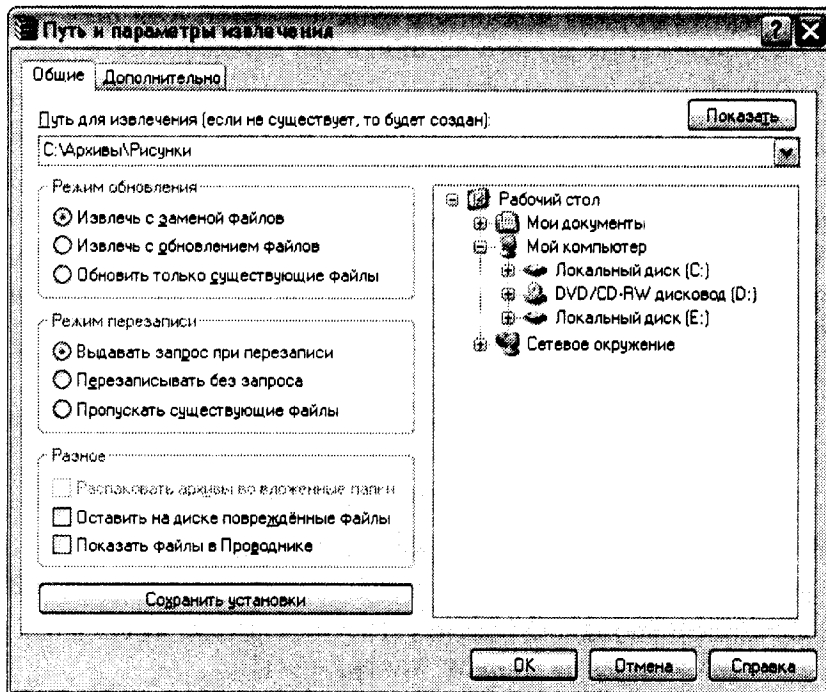 Путь и параметры извлечения
Общие
Дополнительно
Путь для извлечения (если не существует, то будет создан):
Показать
C:\Архивы\Рисунки
Режим обновления
Извлечь с заменой файлов
Извлечь с обновлением файлов
Обновить только существующие файлы
Режим перезаписи
Выдавать запрос при перезаписи
Перезаписывать без запроса
Пропускать существующие файлы
Разное
Распаковать архивы во вложенные папки
Оставить на диске повреждённые файлы
Показать файлы в Проводнике
Сохранить установки
Рабочий стол
Мои документы
Мой компьютер
Локальный диск (C:)
DVD/CD-RW дисковод (D:)
Локальный диск (E:)
Сетевое окружение
OK
Отмена
Справка